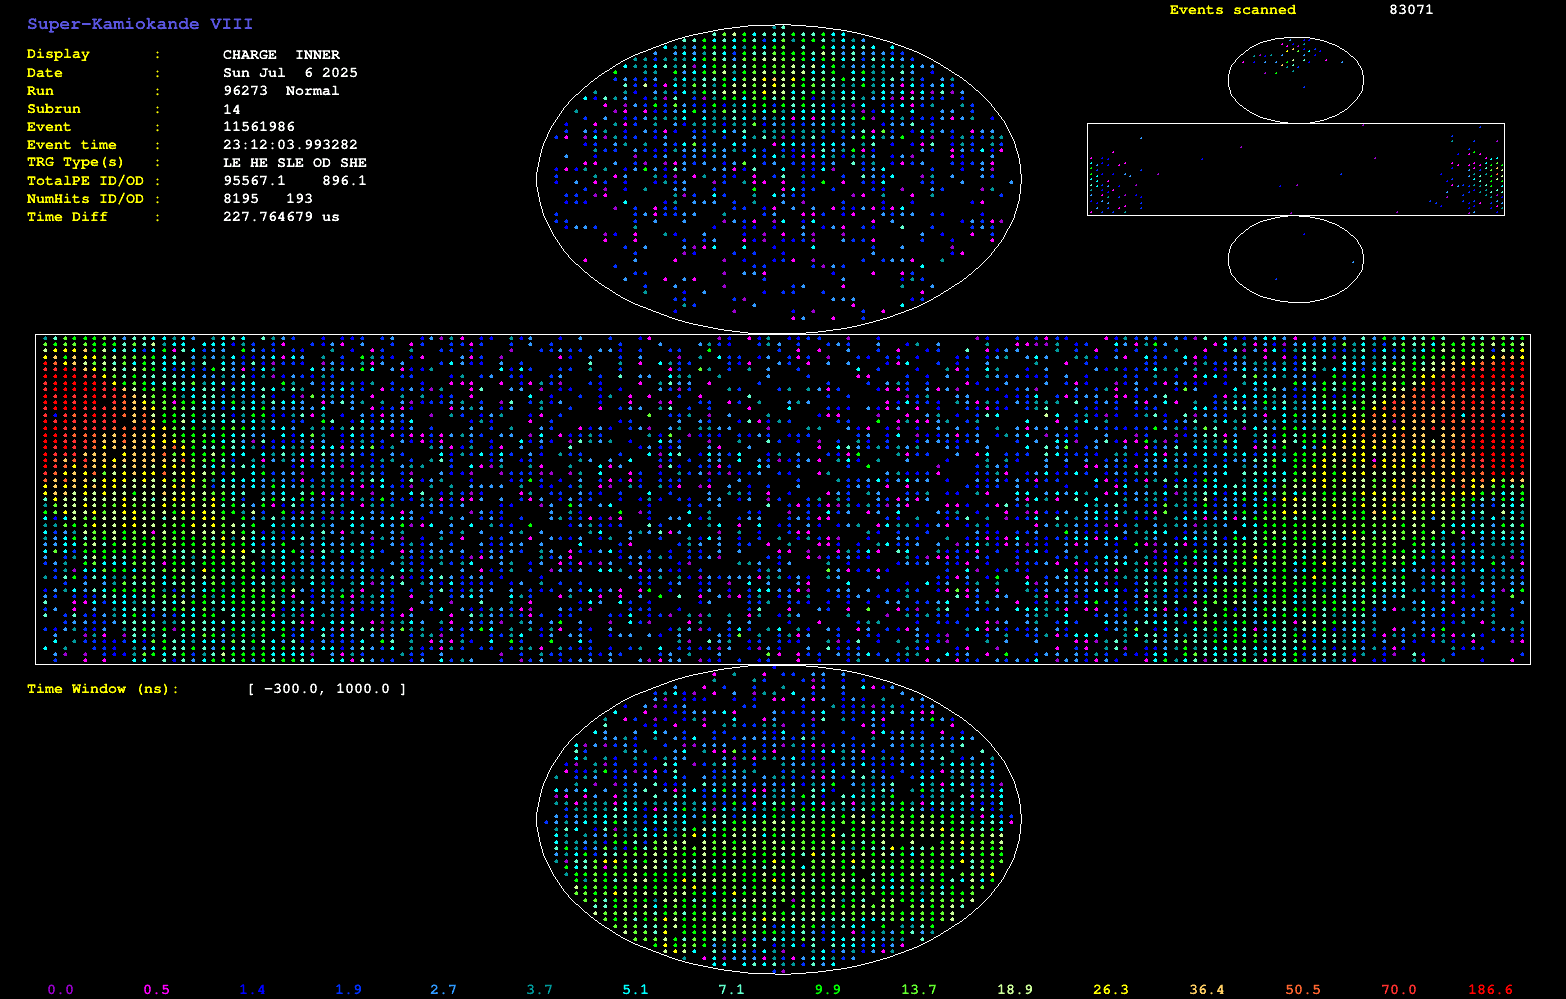 Super-Kamiokande VIII
Display : CHARGE INNER
Date : Sun Jul 6 2025
Run : 96273 Normal
Subrun : 14
Event : 11561986
Event time : 23:12:03.993282
TRG Type(s) : LE HE SLE OD SHE
TotalPE ID/OD : 95567.1 896.1
NumHits ID/OD : 8195 193
Time Diff : 227.764679 us
Events scanned 83071
Time Window (ns): [ -300.0, 1000.0 ]
0.0 0.5 1.4 1.9 2.7 3.7 5.1 7.1 9.9 13.7 18.9 26.3 36.4 50.5 70.0 186.6